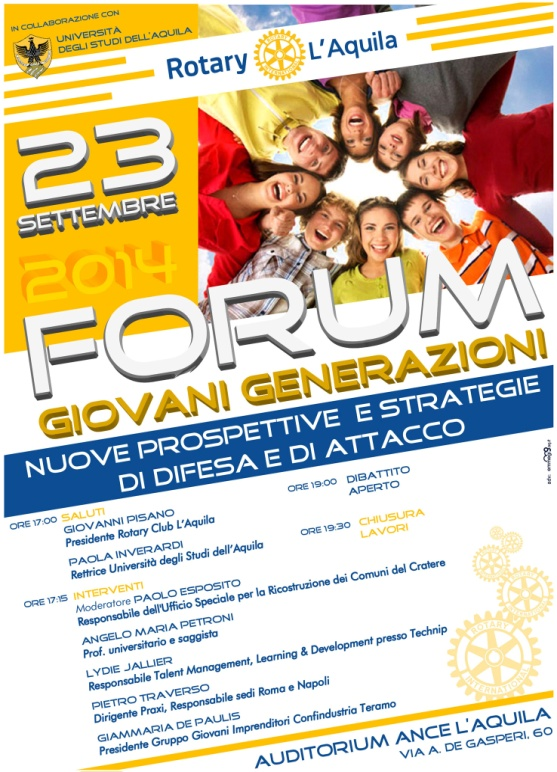 IN COLLABORAZIONE CON
UNIVERSITÀ
DEGLI STUDI DELL'AQUILA
Rotary L'Aquila
23
SETTEMBRE
2014
FORUM
GIOVANI GENERAZIONI
NUOVE PROSPETTIVE E STRATEGIE
DI DIFESA E DI ATTACCO
ORE 17:00 SALUTI
GIOVANNI PISANO
Presidente Rotary Club L'Aquila
PAOLA INVERARDI
Rettrice Università degli Studi dell'Aquila
ORE 17:15 INTERVENTI
Moderatore PAOLO ESPOSITO
Responsabile dell'Ufficio Speciale per la Ricostruzione dei Comuni del Cratere
ANGELO MARIA PETRONI
Prof. universitario e saggista
LYDIE JALLIER
Responsabile Talent Management, Learning & Development presso Technip
PIETRO TRAVERSO
Dirigente Praxi, Responsabile sedi Roma e Napoli
GIAMMARIA DE PAULIS
Presidente Gruppo Giovani Imprenditori Confindustria Teramo
ORE 19:00 DIBATTITO
APERTO
ORE 19:30 CHIUSURA
LAVORI
ROTARY
INTERNATIONAL
AUDITORIUM ANCE L'AQUILA
VIA A. DE GASPERI, 60